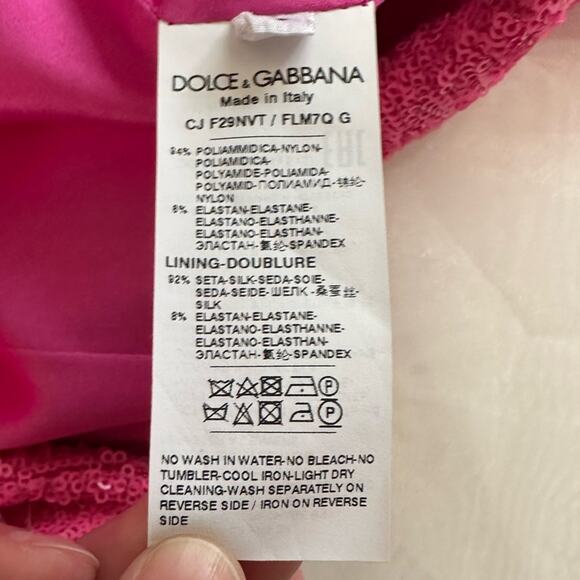 DOLCE & GABBANA
Made in Italy
CJ F29NVT / FLM7Q G
94% POLIAMMIDICA-NYLON-
POLIAMIDICA-
POLYAMIDE-POLIAMIDA-
POLYAMID-ПОЛИАМИД-锦纶-
NYLON
6% ELASTAN-ELASTANE-
ELASTANO-ELASTHANNE-
ELASTANO-ELASTHAN-
ЭЛАСТАН-氨纶-SPANDEX
LINING-DOUBLURE
92% SETA-SILK-SEDA-SOIE-
SEDA-SEIDE-ШЕЛК-桑蚕丝-
SILK
8% ELASTAN-ELASTANE-
ELASTANO-ELASTHANNE-
ELASTANO-ELASTHAN-
ЭЛАСТАН-氨纶-SPANDEX
NO WASH IN WATER-NO BLEACH-NO
TUMBLER-COOL IRON-LIGHT DRY
CLEANING-WASH SEPARATELY ON
REVERSE SIDE / IRON ON REVERSE
SIDE